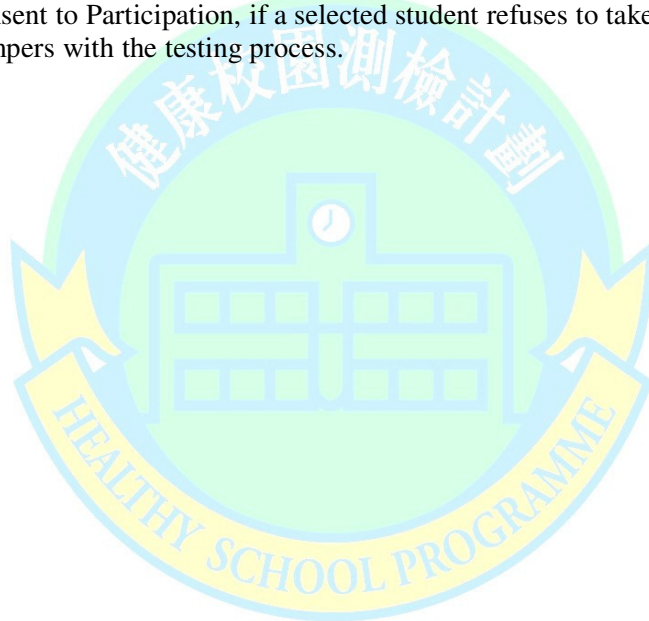 sent to Participation, if a selected student refuses to take
npers with the testing process.
健康校園測檢計劃
HEALTHY SCHOOL PROGRAMME